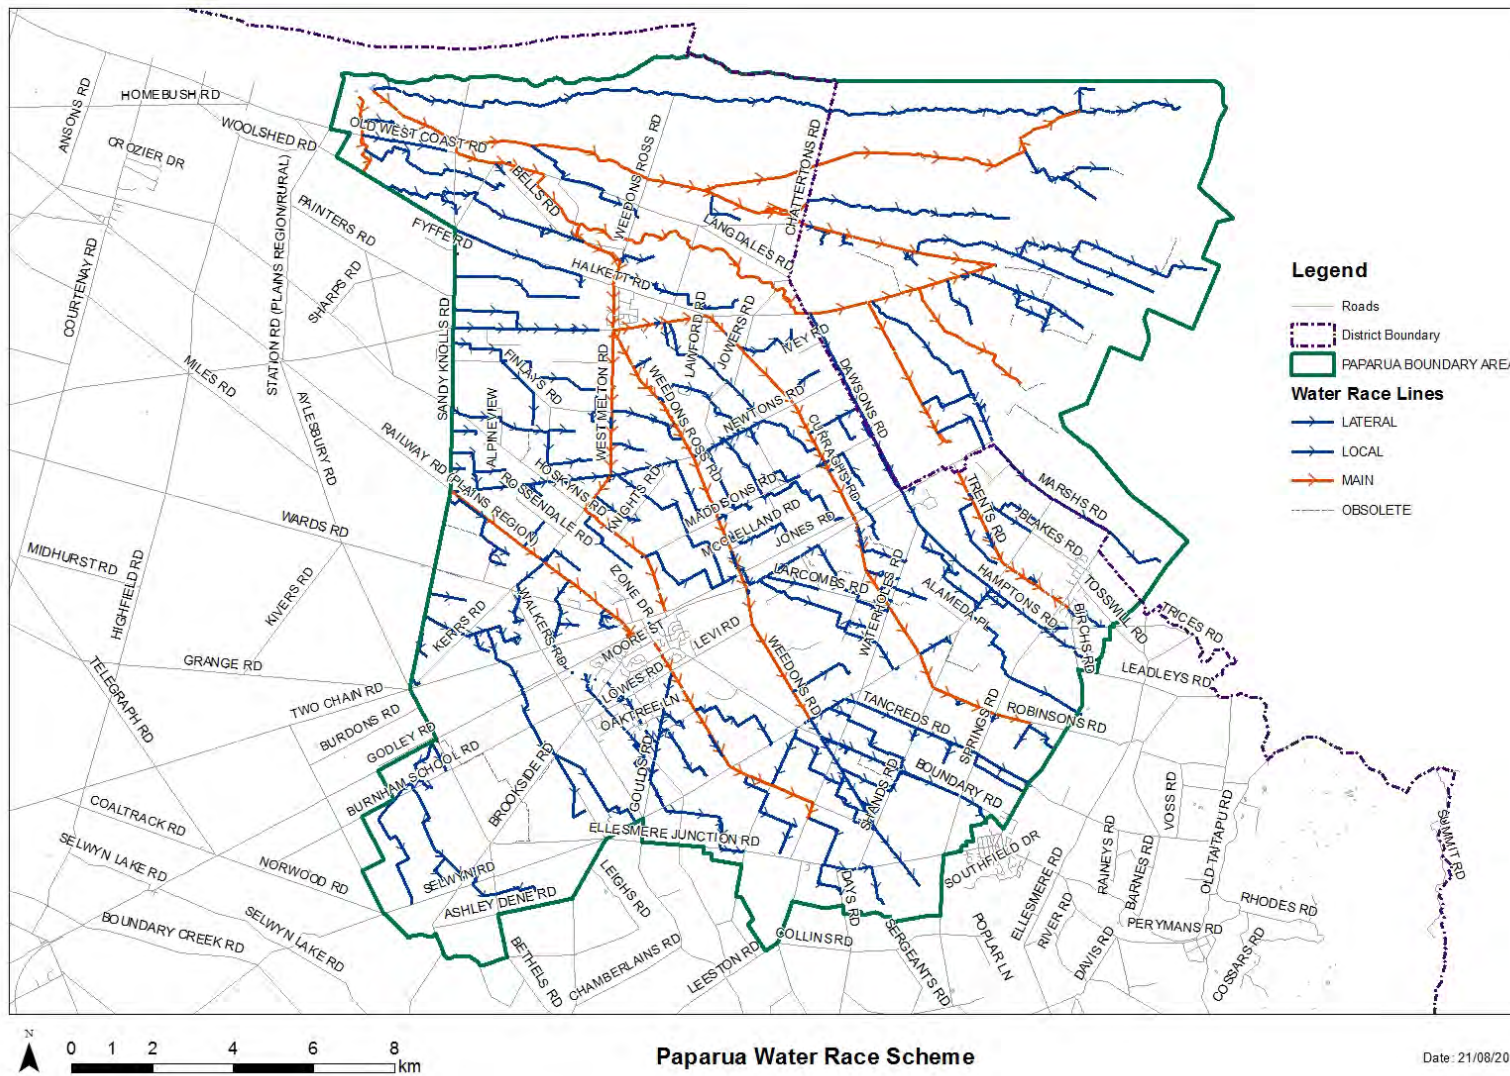 ANSONS RD
HOMEBUSH RD
CROZIER DR
WOOLSHED RD
OLD WEST COAST RD
BELLS RD
WEEDONS ROSS RD
CHATTERTONS RD
LANGDALES RD
STATION RD (PLAINS REGION/RURAL)
PAINTERS RD
FYFFE RD
HALKETT RD
COURTENAY RD
SHARPS RD
MILES RD
SANDY KNOLLS RD
FINLAYS RD
LAWFORD RD
JOWERS RD
IVEY RD
DAWSONS RD
AYLESBURY RD
ALPINE VIEW
WEST MELTON RD
WEEDONS ROSS RD
NEWTONS RD
CURRAGHS RD
RAILWAY RD (PLAINS REGION)
ROSSENDALE RD
HOSKYNS RD
KNIGHTS RD
MADDISONS RD
MCCLELLAND RD
JONES RD
TRENTS RD
MARSHS RD
BLAKES RD
WARDS RD
MIDHURST RD
HIGHFIELD RD
KIVERS RD
KERRS RD
WALKERS RD
IZONE DR
LARCOMBS RD
WATERHOLES RD
ALAMEDA PL
HAMPTONS RD
TOSSWILL RD
BIRCHS RD
TRICES RD
GRANGE RD
MOORE ST
LEVI RD
LEADLEYS RD
TELEGRAPH RD
TWO CHAIN RD
BURDONS RD
GODLEY RD
LOWES RD
OAKTREE LN
WEEDONS RD
TANCREDS RD
SPRINGS RD
ROBINSONS RD
BURNHAM SCHOOL RD
BROOKSIDE RD
GOULDS RD
BOUNDARY RD
SHANDS RD
COALTRACK RD
SELWYN LAKE RD
NORWOOD RD
SELWYN RD
ELLESMERE JUNCTION RD
SOUTHFIELD DR
VOSS RD
OLD TAITAPU RD
RAINEYS RD
BARNES RD
SUMMIT RD
ASHLEY DENE RD
LEIGHS RD
DAYS RD
ELLESMERE RD
RIVER RD
RHODES RD
PERYMANS RD
BOUNDARY CREEK RD
SELWYN LAKE RD
BETHELS RD
CHAMBERLAINS RD
LEESTON RD
COLLINS RD
SERGEANTS RD
POPLAR LN
DAVIS RD
COSSARS RD
Legend
Roads
District Boundary
PAPARUA BOUNDARY AREA
Water Race Lines
LATERAL
LOCAL
MAIN
OBSOLETE
N
0 1 2 4 6 8
km
Paparua Water Race Scheme
Date: 21/08/20